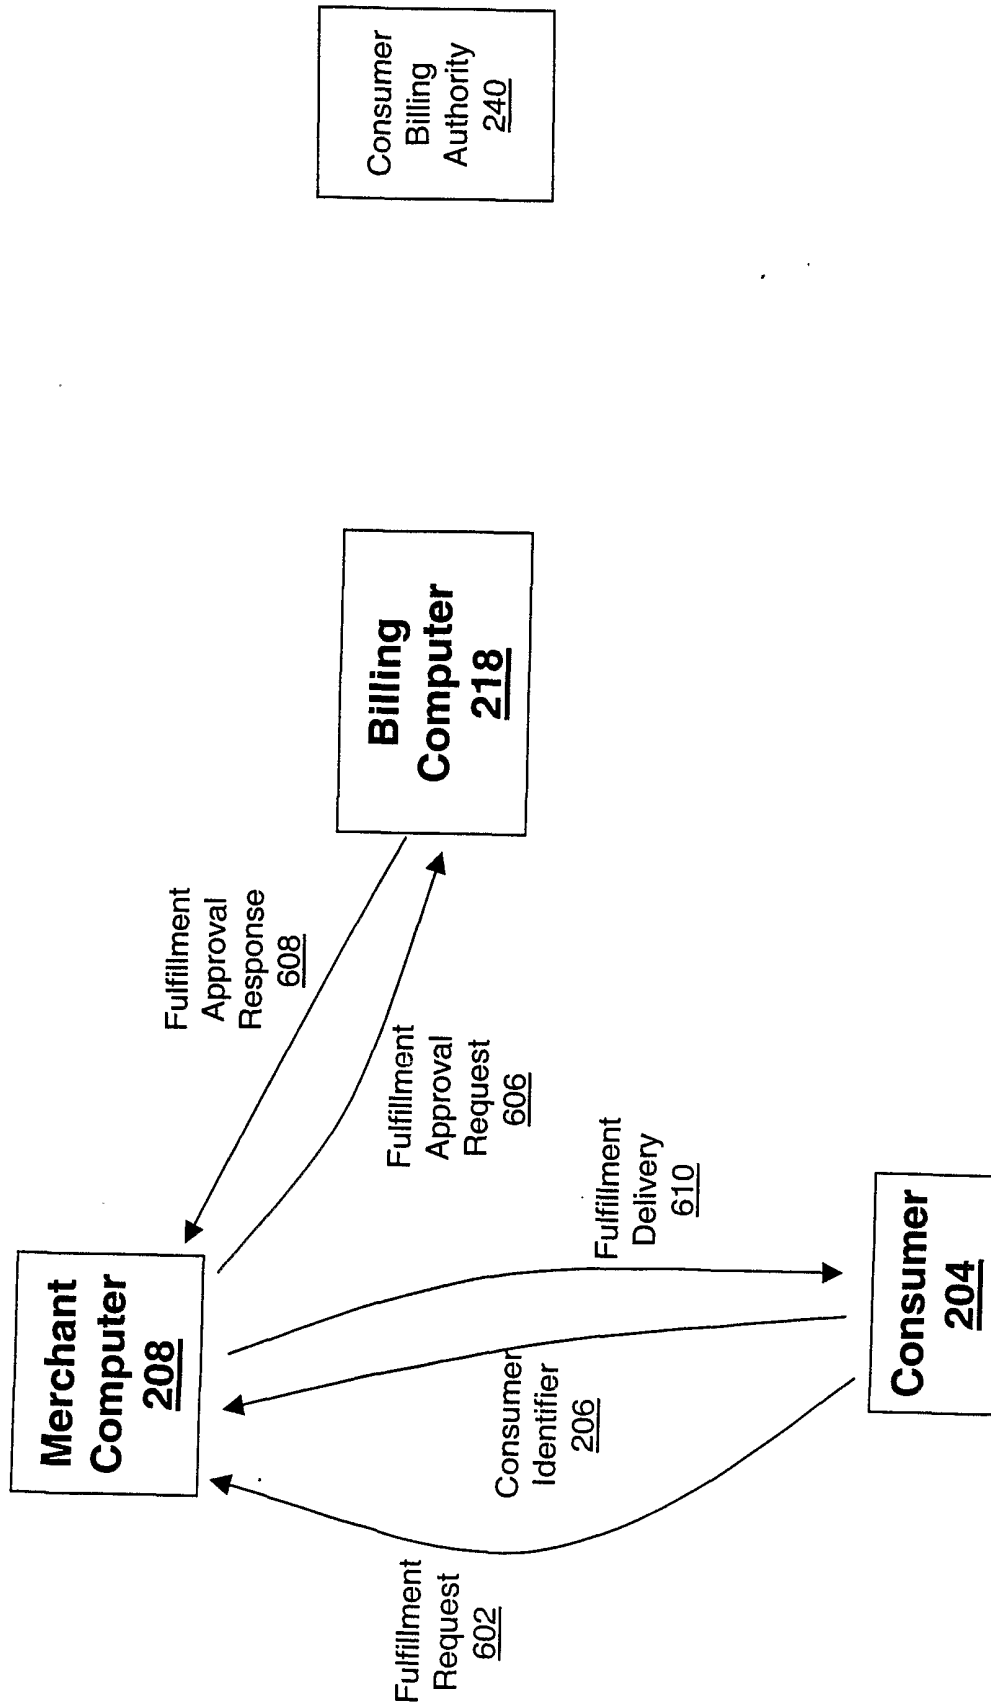 Merchant
Computer
208
Fulfillment
Request
602
Consumer
Identifier
206
Fulfillment
Delivery
610
Consumer
204
Fulfillment
Approval
Response
608
Fulfillment
Approval
Request
606
Billing
Computer
218
Consumer
Billing
Authority
240